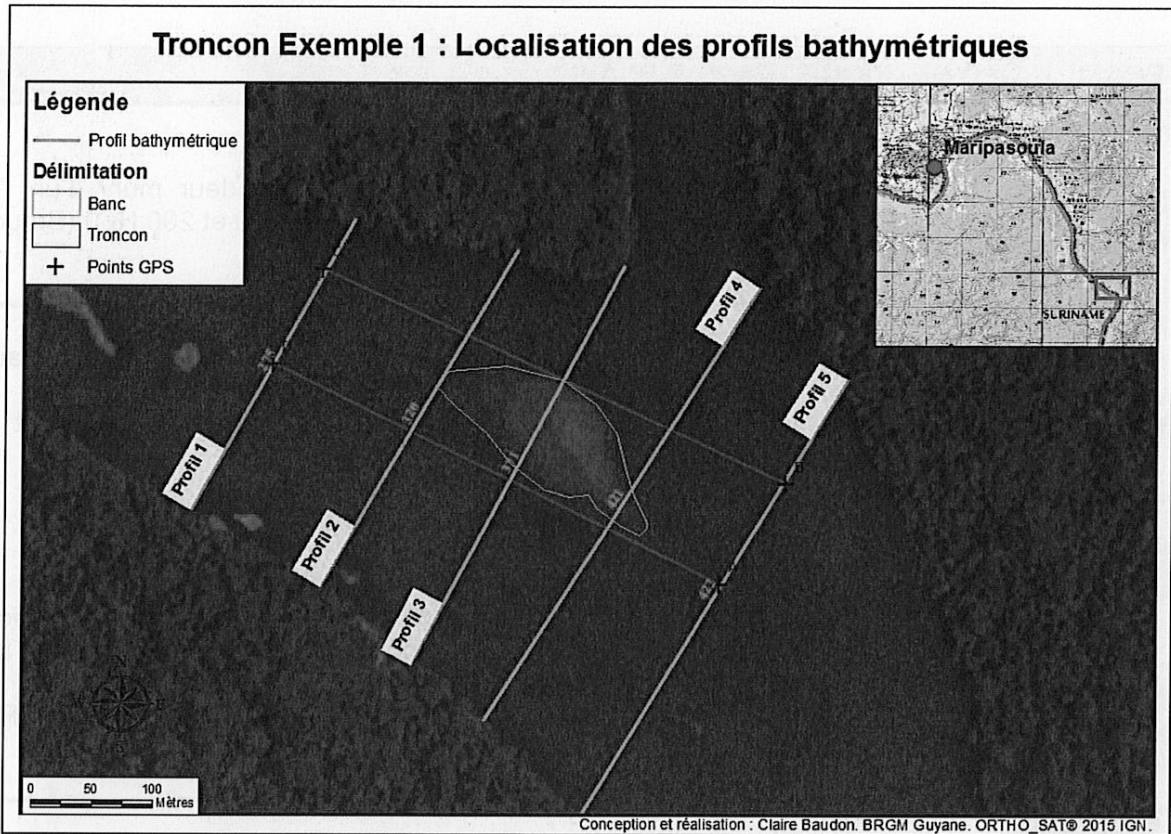 Troncon Exemple 1 : Localisation des profils bathymétriques
Légende
Profil bathymétrique
Délimitation
Banc
Troncon
Points GPS
Maripasoula
SURINAME
Profil 1
Profil 2
Profil 3
Profil 4
Profil 5
421
423
N
W E
S
0 50 100
Mètres
Conception et réalisation : Claire Baudon. BRGM Guyane. ORTHO_SAT® 2015 IGN.